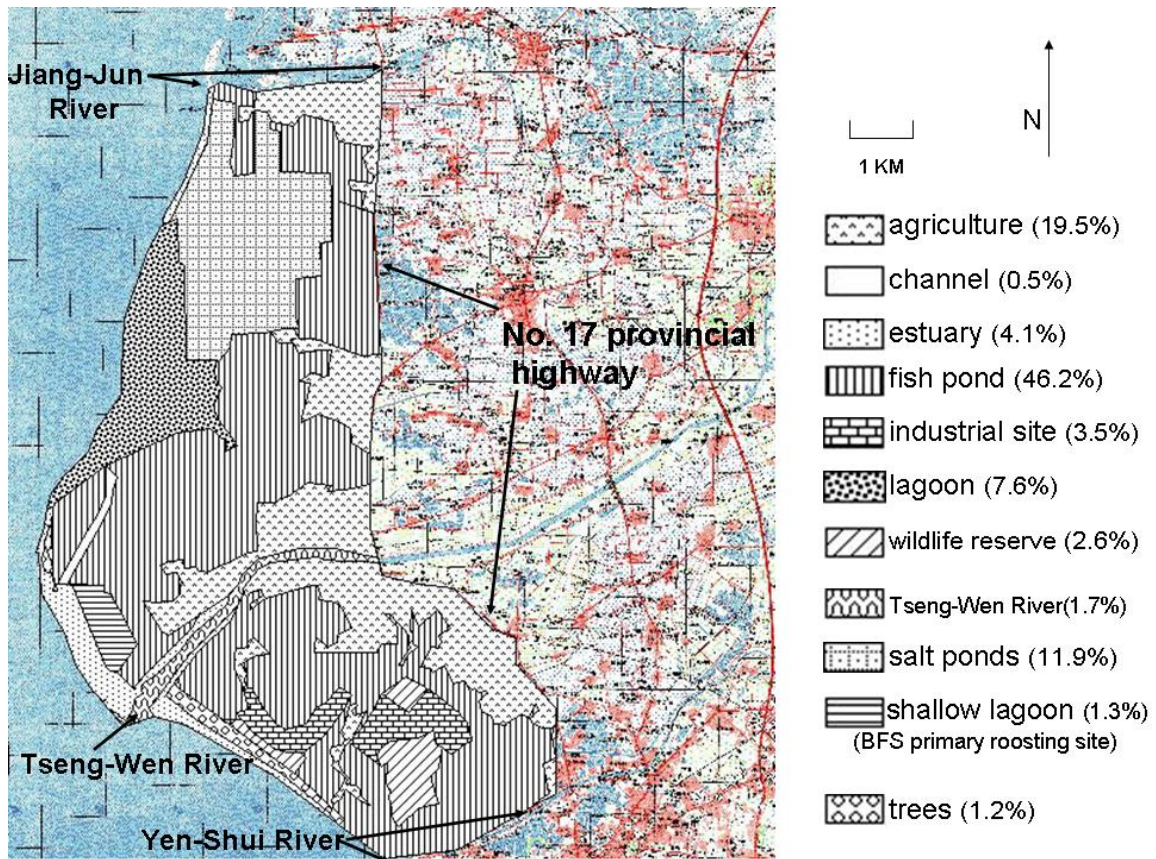 Jiang-Jun
River
No. 17 provincial
highway
Tseng-Wen River
Yen-Shui River
N
1 KM
agriculture (19.5%)
channel (0.5%)
estuary (4.1%)
fish pond (46.2%)
industrial site (3.5%)
lagoon (7.6%)
wildlife reserve (2.6%)
Tseng-Wen River(1.7%)
salt ponds (11.9%)
shallow lagoon (1.3%)
(BFS primary roosting site)
trees (1.2%)